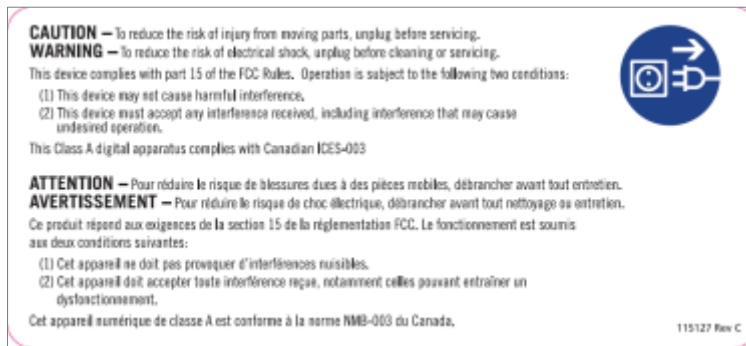 CAUTION – To reduce the risk of injury from moving parts, unplug before servicing.
WARNING – To reduce the risk of electrical shock, unplug before cleaning or servicing.
This device complies with part 15 of the FCC Rules. Operation is subject to the following two conditions:
(1) This device may not cause harmful interference.
(2) This device must accept any interference received, including interference that may cause
undesired operation.
This Class A digital apparatus complies with Canadian ICES-003
ATTENTION – Pour réduire le risque de blessures dues à des pièces mobiles, débrancher avant tout entretien.
AVERTISSEMENT – Pour réduire le risque de choc électrique, débrancher avant tout nettoyage ou entretien.
Ce produit répond aux exigences de la section 15 de la réglementation FCC. Le fonctionnement est soumis
aux deux conditions suivantes:
(1) Cet appareil ne doit pas provoquer d'interférences nuisibles.
(2) Cet appareil doit accepter toute interférence reçue, notamment celles pouvant entraîner un
dysfonctionnement.
Cet appareil numérique de classe A est conforme à la norme NMB-003 du Canada.
115127 Rev C